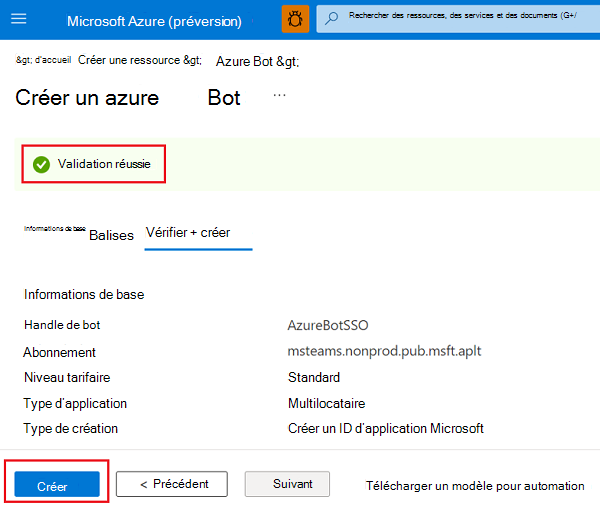 Microsoft Azure (préversion)
Rechercher des ressources, des services et des documents (G+/
&gt; d'accueil Créer une ressource &gt; Azure Bot &gt;
Créer un azure Bot ...
Validation réussie
Informations de base Balises Vérifier + créer
Informations de base
Handle de bot AzureBotSSO
Abonnement msteams.nonprod.pub.msft.aplt
Niveau tarifaire Standard
Type d'application Multilocataire
Type de création Créer un ID d'application Microsoft
Créer < Précédent Suivant Télécharger un modèle pour automation